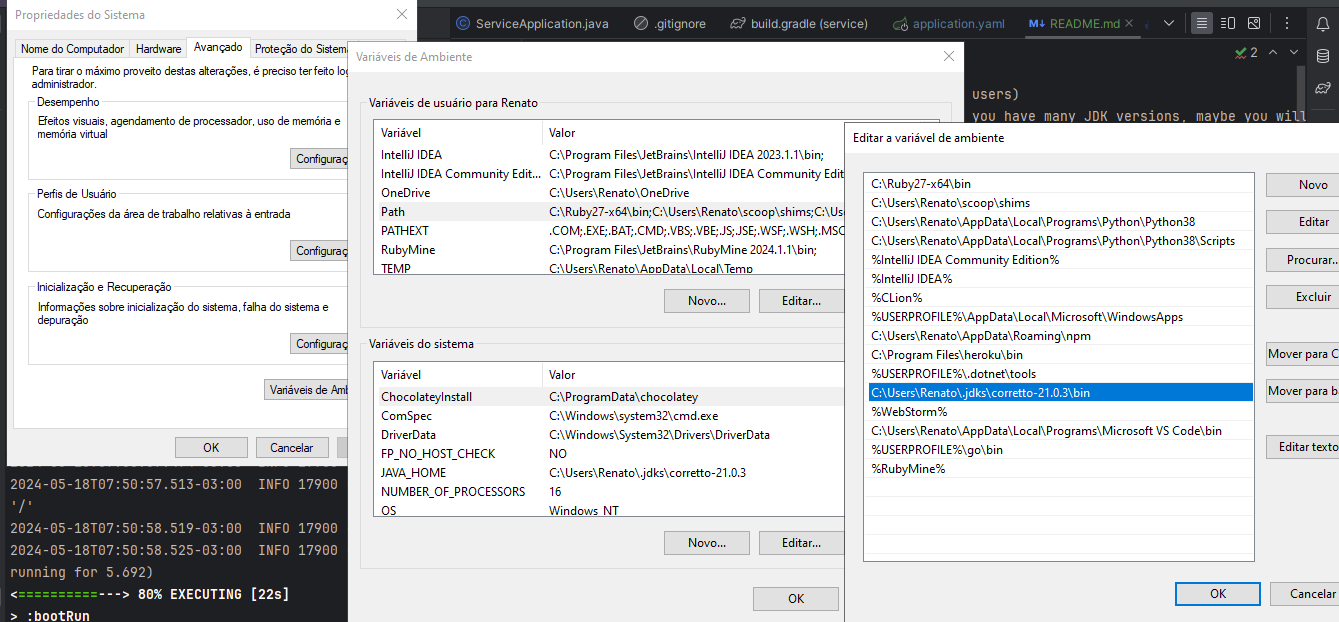 Propriedades do Sistema
Nome do Computador Hardware Avançado Proteção do Sistema
Para tirar o máximo proveito destas alterações, é preciso ter feito
administrador.
Desempenho
Efeitos visuais, agendamento de processador, uso de memória e
memória virtual
Configuraç
Perfis de Usuário
Configurações da área de trabalho relativas à entrada
Configuraç
Inicialização e Recuperação
Informações sobre inicialização do sistema, falha do sistema e
depuração
Configuraç
Variáveis de Amb
OK Cancelar
2024-05-18T07:50:57.513-03:00 INFO 17900
'/'
2024-05-18T07:50:58.519-03:00 INFO 17900
2024-05-18T07:50:58.525-03:00 INFO 17900
running for 5.692)
<==========---> 80% EXECUTING [22s]
> :bootRun
ServiceApplication.java .gitignore build.gradle (service) application.yaml M↓ README.md
2
users)
you have many JDK versions, maybe you will
Variáveis de Ambiente
Variáveis de usuário para Renato
Variável Valor
IntelliJ IDEA C:\Program Files\JetBrains\IntelliJ IDEA 2023.1.1\bin;
IntelliJ IDEA Community Edit... C:\Program Files\JetBrains\IntelliJ IDEA Community Edit
OneDrive C:\Users\Renato\OneDrive
Path C:\Ruby27-x64\bin;C:\Users\Renato\scoop\shims;C:\Us
PATHEXT .COM;.EXE;.BAT;.CMD;.VBS;.VBE;.JS;.JSE;.WSF;.WSH;.MSC
RubyMine C:\Program Files\JetBrains\RubyMine 2024.1.1\bin;
TEMP C:\Users\Renato\AppData\Local\Temp
Novo... Editar...
Variáveis do sistema
Variável Valor
ChocolateyInstall C:\ProgramData\chocolatey
ComSpec C:\Windows\system32\cmd.exe
DriverData C:\Windows\System32\Drivers\DriverData
FP_NO_HOST_CHECK NO
JAVA_HOME C:\Users\Renato\.jdks\corretto-21.0.3
NUMBER_OF_PROCESSORS 16
OS Windows_NT
Novo... Editar...
OK
Editar a variável de ambiente
C:\Ruby27-x64\bin
C:\Users\Renato\scoop\shims
C:\Users\Renato\AppData\Local\Programs\Python\Python38
C:\Users\Renato\AppData\Local\Programs\Python\Python38\Scripts
%IntelliJ IDEA Community Edition%
%IntelliJ IDEA%
%CLion%
%USERPROFILE%\AppData\Local\Microsoft\WindowsApps
C:\Users\Renato\AppData\Roaming\npm
C:\Program Files\heroku\bin
%USERPROFILE%\.dotnet\tools
C:\Users\Renato\.jdks\corretto-21.0.3\bin
%WebStorm%
C:\Users\Renato\AppData\Local\Programs\Microsoft VS Code\bin
%USERPROFILE%\go\bin
%RubyMine%
Novo
Editar
Procurar..
Excluir
Mover para C
Mover para ba
Editar texto
OK Cancelar